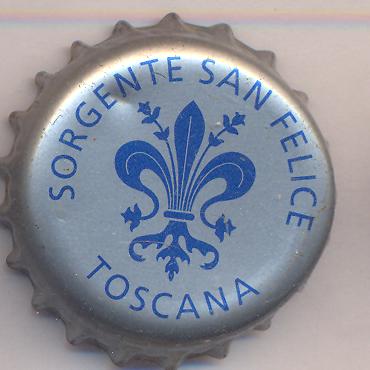 SORGENTE SAN FELICE
TOSCANA